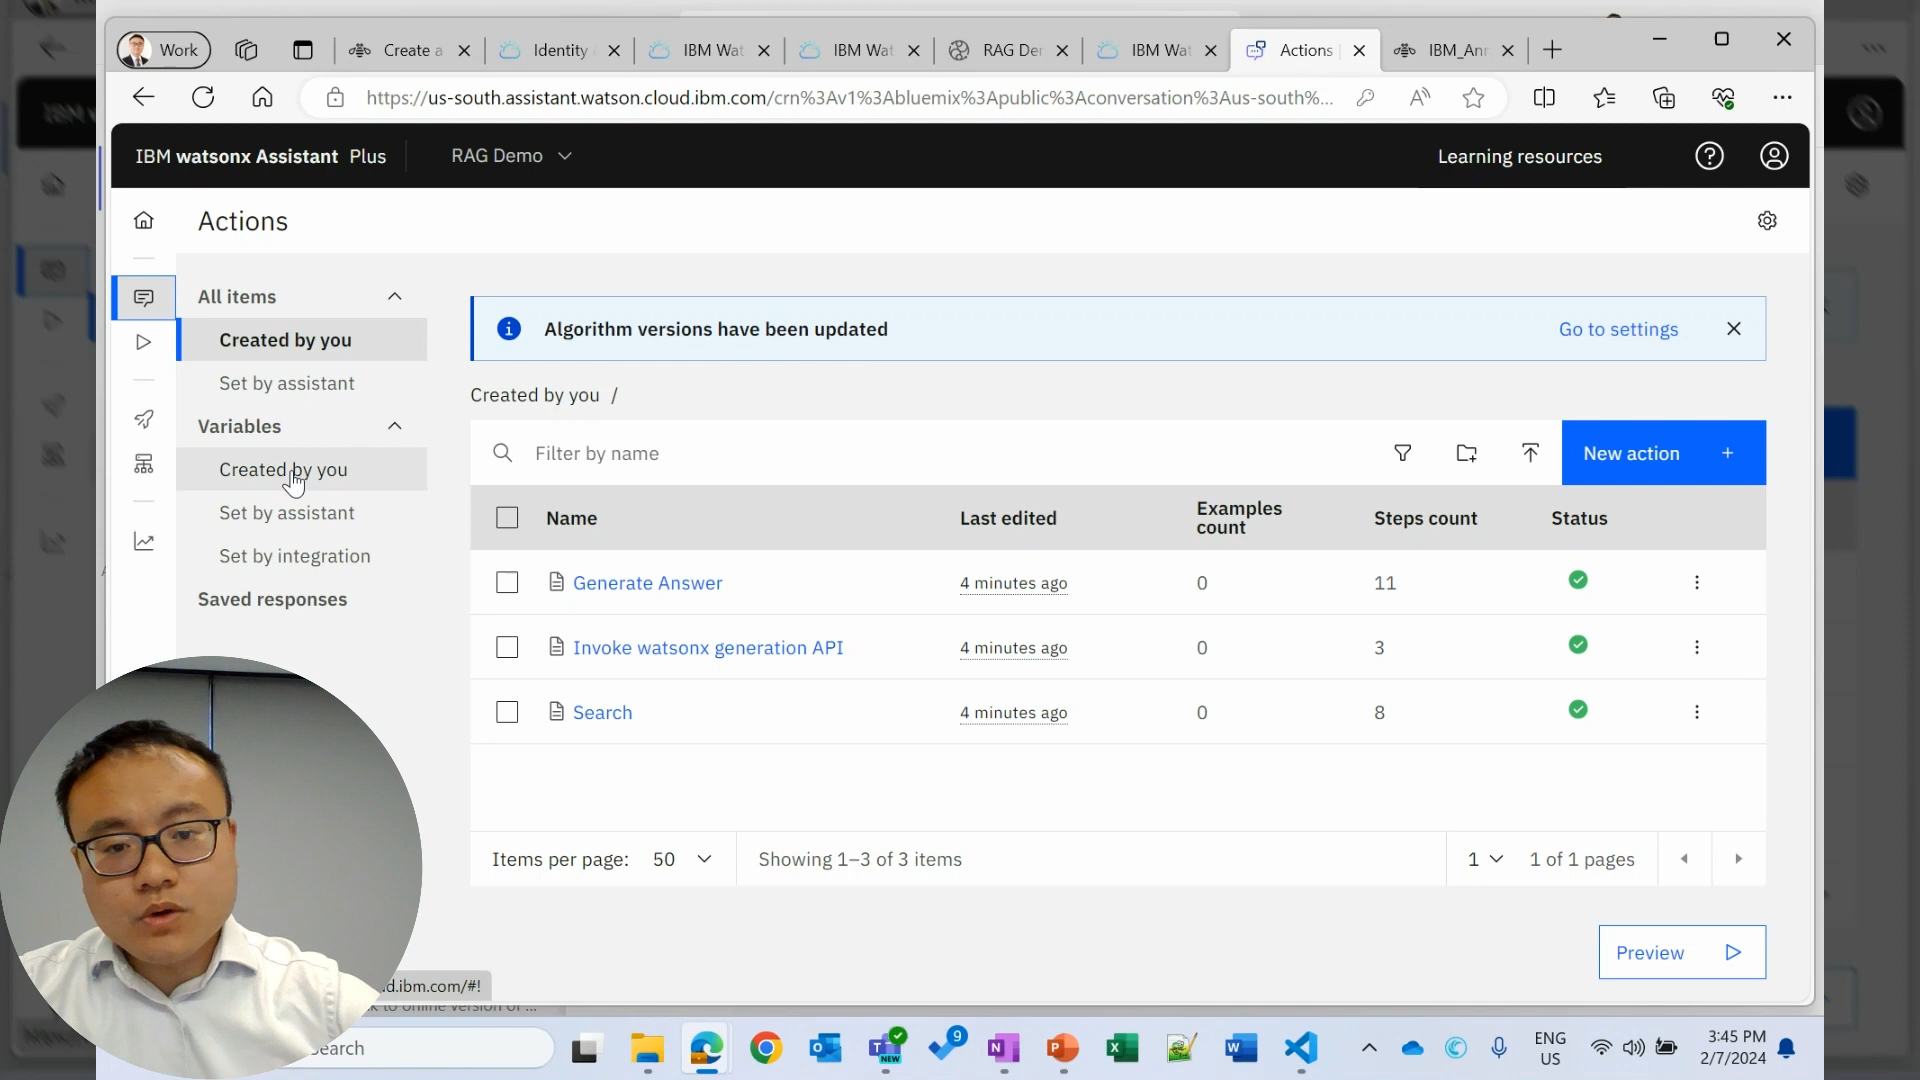 Work
Create a
Identity
IBM Wat
IBM Wat
RAG Der
IBM Wat
Actions
IBM_Anr
https://us-south.assistant.watson.cloud.ibm.com/crn%3Av1%3Abluemix%3Apublic%3Aconversation%3Aus-south%...
IBM watsonx Assistant Plus
RAG Demo
Learning resources
Actions
All items
Created by you
Set by assistant
Variables
Created by you
Set by assistant
Set by integration
Saved responses
Algorithm versions have been updated
Go to settings
Created by you /
Filter by name
New action +
Name
Last edited
Examples
count
Steps count
Status
Generate Answer
4 minutes ago
0
11
Invoke watsonx generation API
4 minutes ago
0
3
Search
4 minutes ago
0
8
Items per page: 50
Showing 1–3 of 3 items
1
1 of 1 pages
Preview
d.ibm.com/#!
NEW
9
ENG
US
3:45 PM
2/7/2024